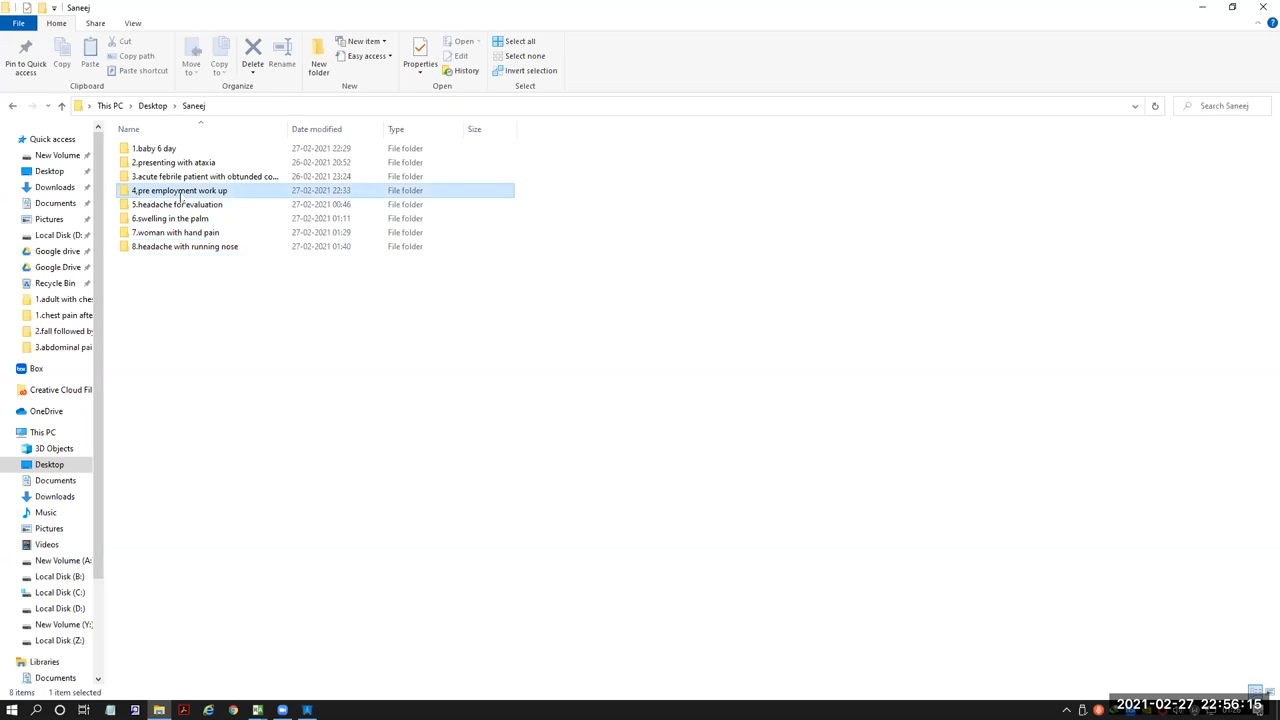 Saneej
File
Home
Share
View
Pin to Quick access
Copy
Paste
Cut
Copy path
Paste shortcut
Clipboard
Move to
Copy to
Delete
Rename
Organize
New folder
New item
Easy access
New
Properties
Open
Edit
History
Open
Select all
Select none
Invert selection
Select
This PC > Desktop > Saneej
Search Saneej
Name
Date modified
Type
Size
1.baby 6 day 27-02-2021 22:29 File folder
2.presenting with ataxia 26-02-2021 20:52 File folder
3.acute febrile patient with obtunded co... 26-02-2021 23:24 File folder
4,pre employment work up 27-02-2021 22:33 File folder
5.headache for evaluation 27-02-2021 00:46 File folder
6.swelling in the palm 27-02-2021 01:11 File folder
7.woman with hand pain 27-02-2021 01:29 File folder
8.headache with running nose 27-02-2021 01:40 File folder
Quick access
New Volume
Desktop
Downloads
Documents
Pictures
Local Disk (D:
Google drive
Google Drive
Recycle Bin
1.adult with che
1.chest pain afte
2.fall followed b
3.abdominal pai
Box
Creative Cloud Fil
OneDrive
This PC
3D Objects
Desktop
Documents
Downloads
Music
Pictures
Videos
New Volume (A:
Local Disk (B:)
Local Disk (C:)
Local Disk (D:)
New Volume (Y:
Local Disk (Z:)
Libraries
Documents
8 items 1 item selected
2021-02-27 22:56:15